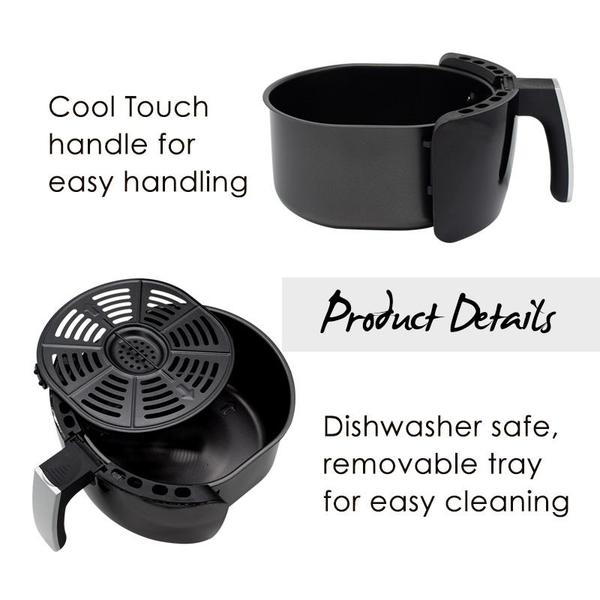 Cool Touch
handle for
easy handling
Product Details
Dishwasher safe,
removable tray
for easy cleaning